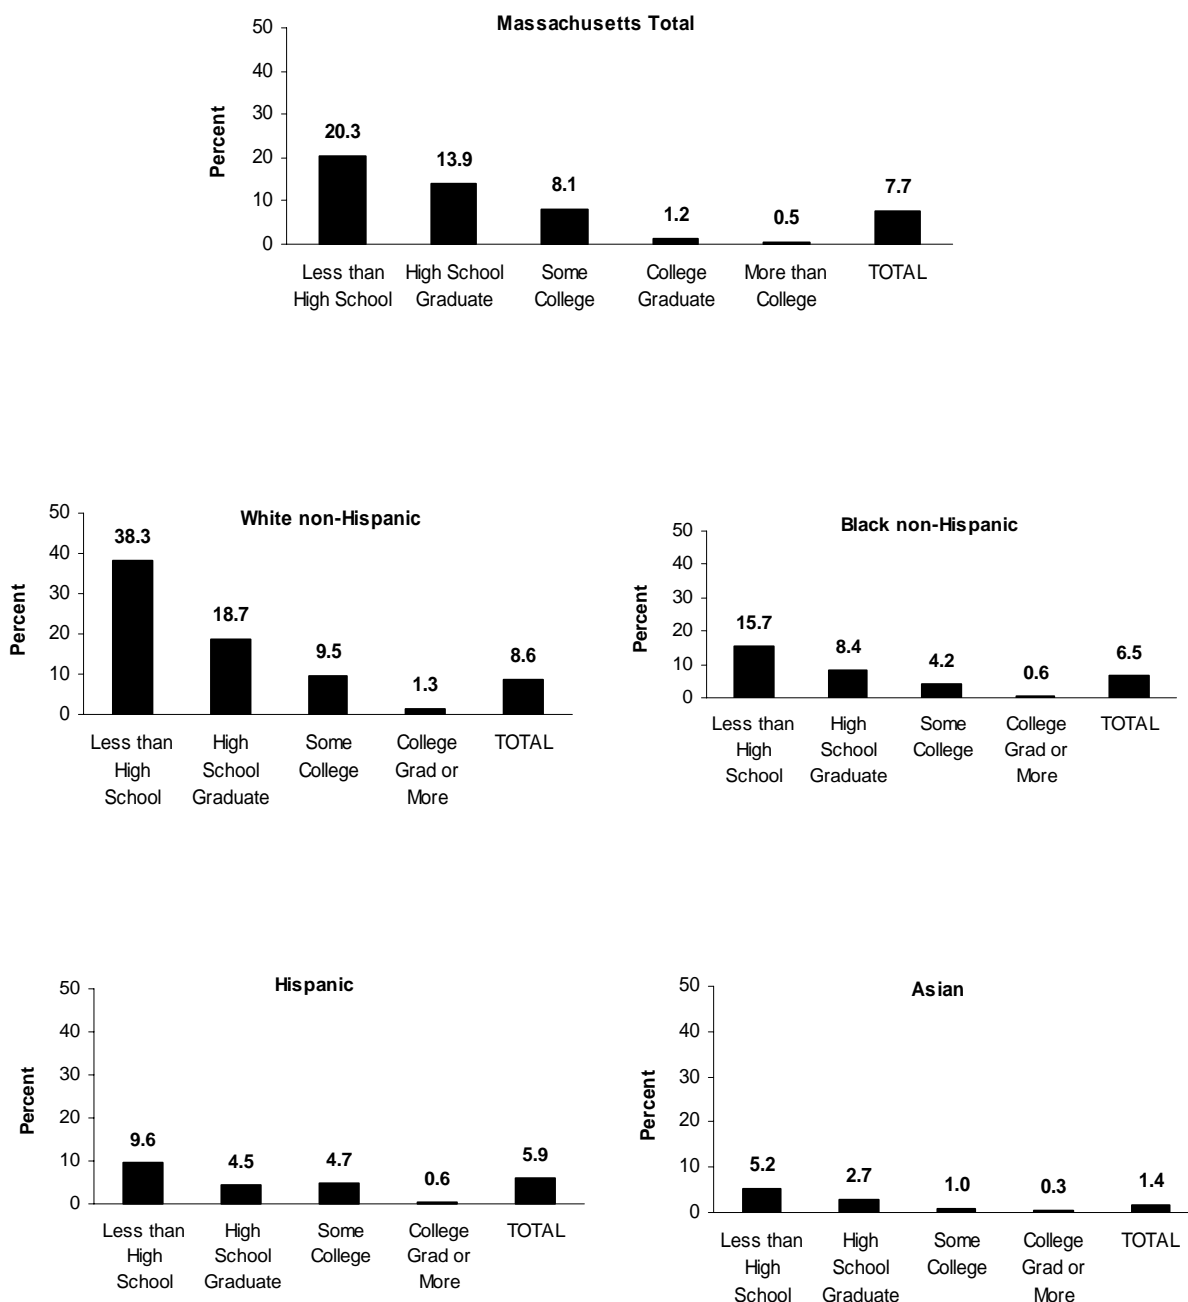 Massachusetts Total
Percent
50
40
30
20
10
0
20.3
13.9
8.1
1.2
0.5
7.7
Less than
High School
High School
Graduate
Some
College
College
Graduate
More than
College
TOTAL
White non-Hispanic
Percent
50
40
30
20
10
0
38.3
18.7
9.5
1.3
8.6
Less than
High
School
High
School
Graduate
Some
College
College
Grad or
More
TOTAL
Black non-Hispanic
Percent
50
40
30
20
10
0
15.7
8.4
4.2
0.6
6.5
Less than
High
School
High
School
Graduate
Some
College
College
Grad or
More
TOTAL
Hispanic
Percent
50
40
30
20
10
0
9.6
4.5
4.7
0.6
5.9
Less than
High
School
High
School
Graduate
Some
College
College
Grad or
More
TOTAL
Asian
Percent
50
40
30
20
10
0
5.2
2.7
1.0
0.3
1.4
Less than
High
School
High
School
Graduate
Some
College
College
Grad or
More
TOTAL